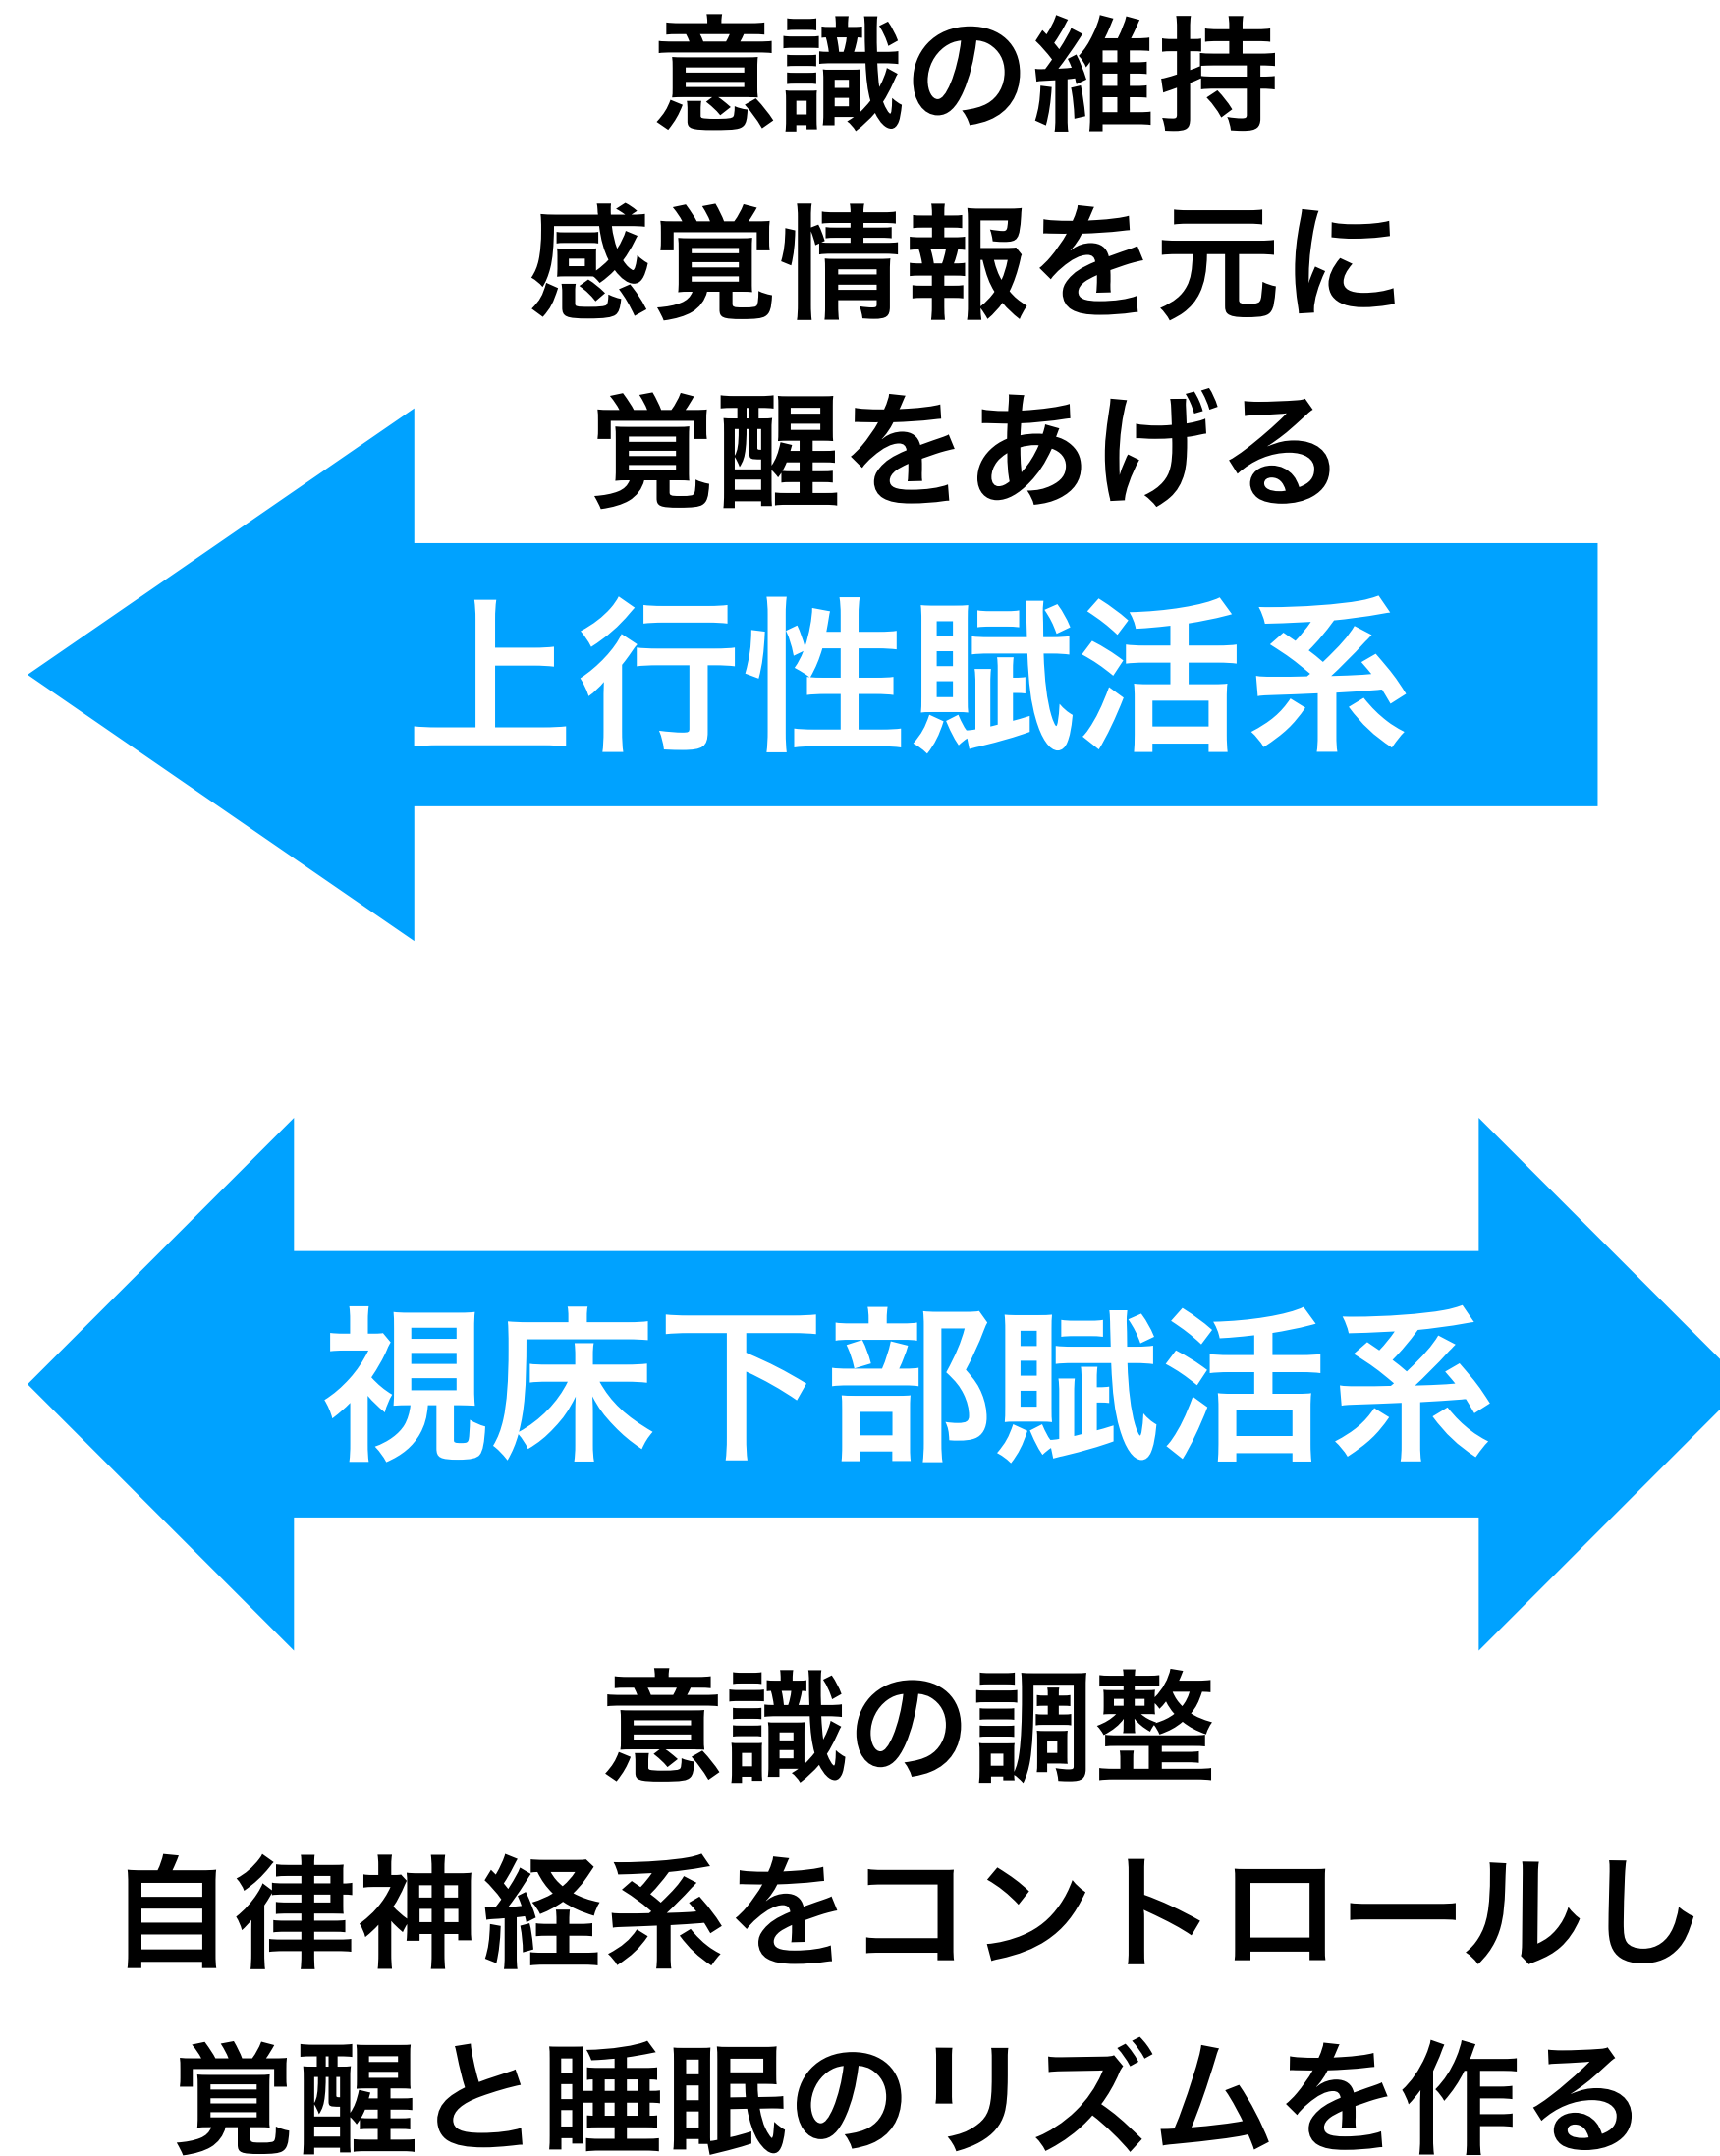 意識の維持
感覚情報を元に
覚醒をあげる
上行性賦活系
視床下部賦活系
意識の調整
自律神経系をコントロールし
覚醒と睡眠のリズムを作る